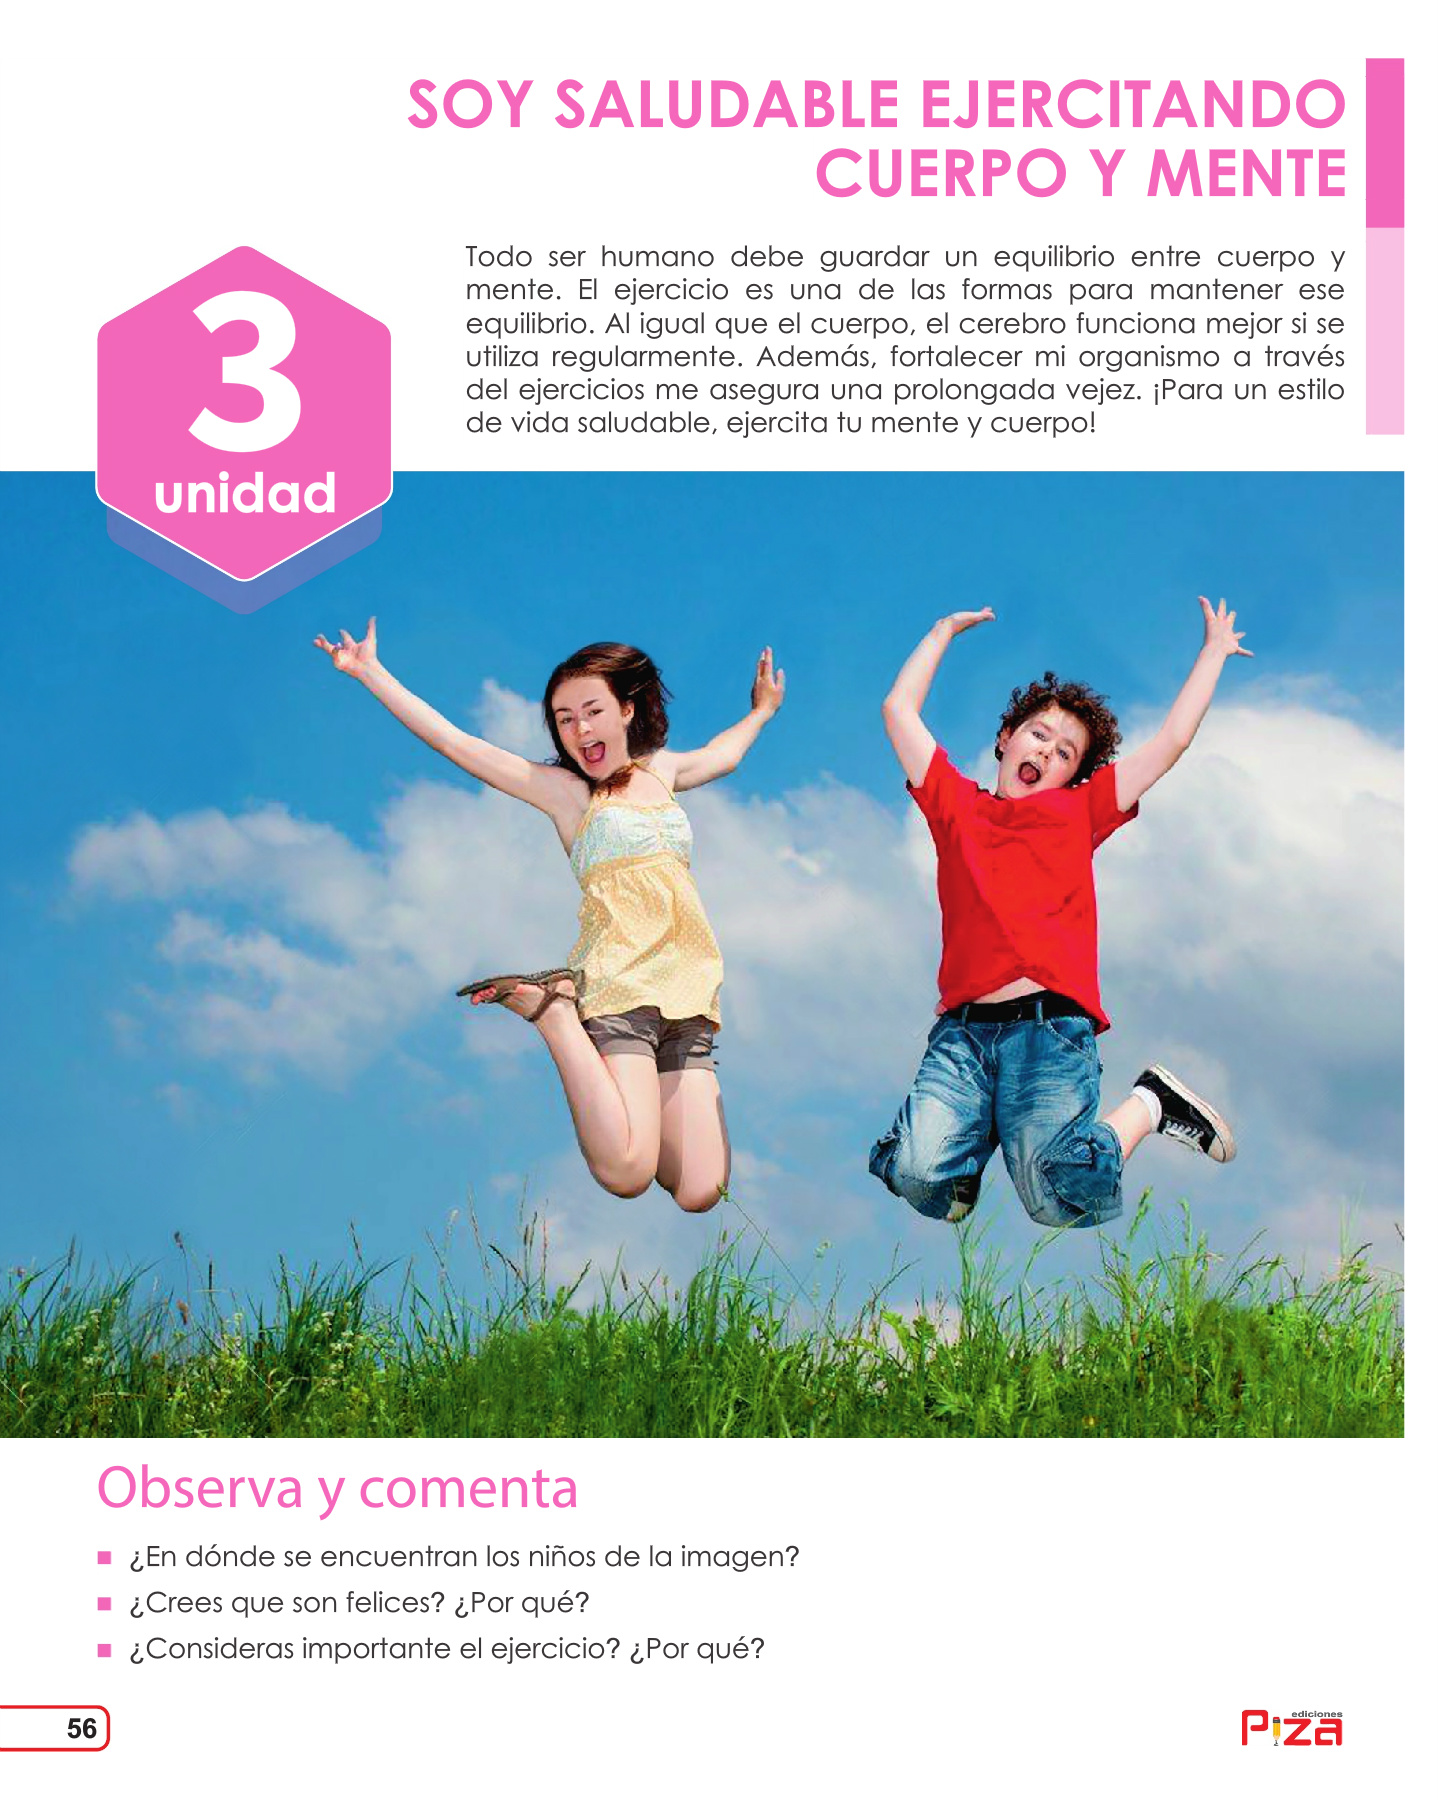 SOY SALUDABLE EJERCITANDO
CUERPO Y MENTE
Todo ser humano debe guardar un equilibrio entre cuerpo y
mente. El ejercicio es una de las formas para mantener ese
equilibrio. Al igual que el cuerpo, el cerebro funciona mejor si se
utiliza regularmente. Además, fortalecer mi organismo a través
del ejercicios me asegura una prolongada vejez. ¡Para un estilo
de vida saludable, ejercita tu mente y cuerpo!
3
unidad
Observa y comenta
¿En dónde se encuentran los niños de la imagen?
¿Crees que son felices? ¿Por qué?
¿Consideras importante el ejercicio? ¿Por qué?
56
ediciones
Piza